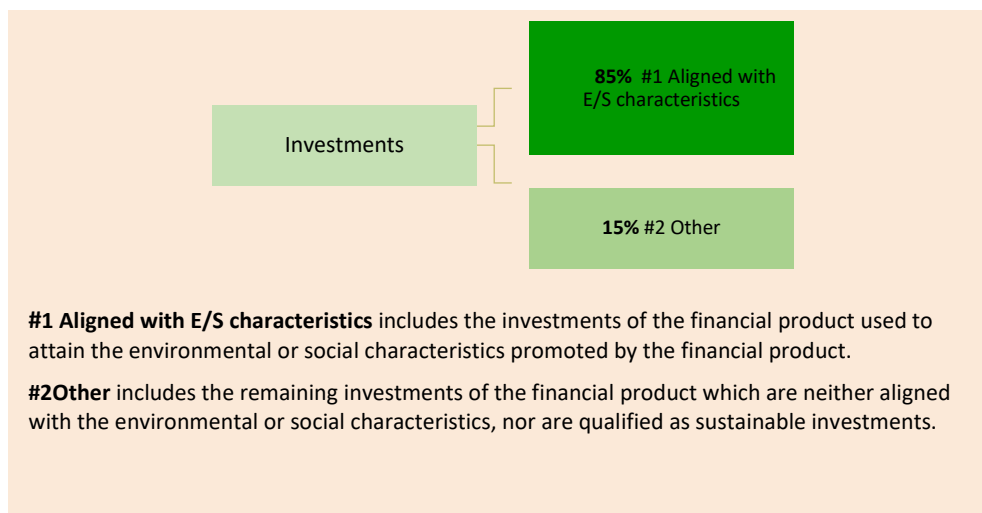 85% #1 Aligned with
E/S characteristics
Investments
15% #2 Other
#1 Aligned with E/S characteristics includes the investments of the financial product used to
attain the environmental or social characteristics promoted by the financial product.
#2Other includes the remaining investments of the financial product which are neither aligned
with the environmental or social characteristics, nor are qualified as sustainable investments.